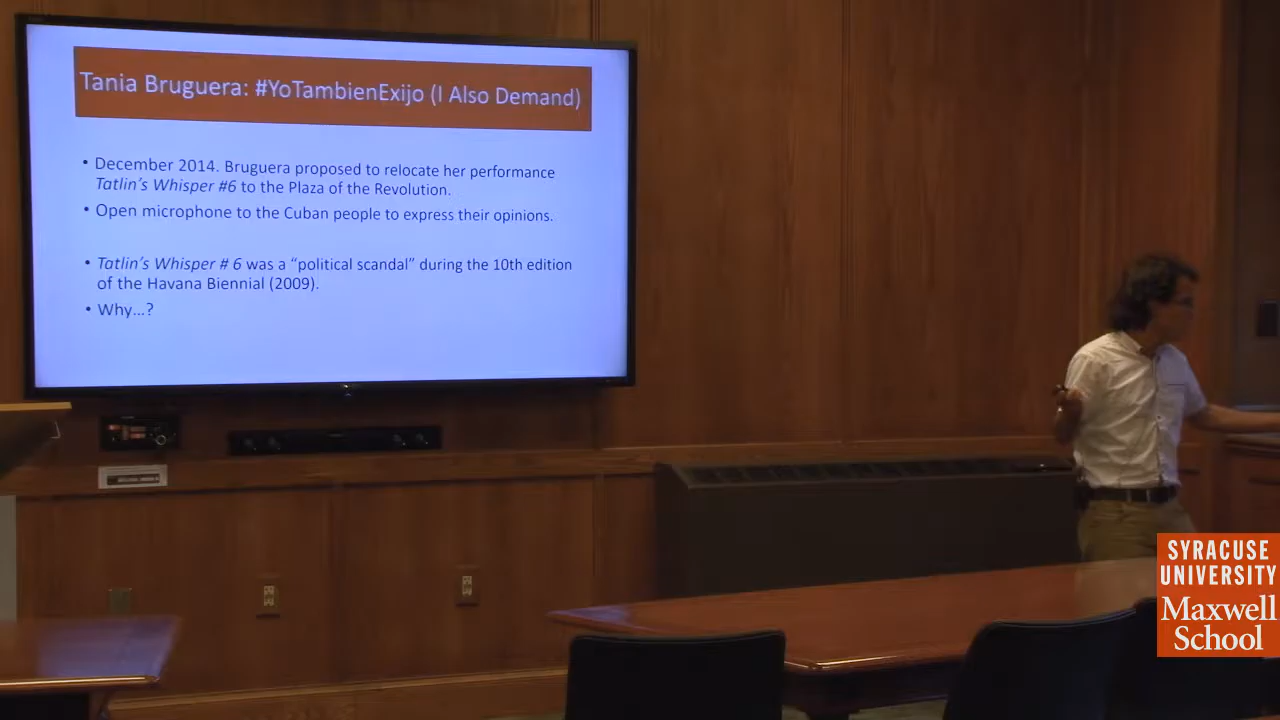 Tania Bruguera: #YoTambienExijo (I Also Demand)
• December 2014. Bruguera proposed to relocate her performance
Tatlin's Whisper #6 to the Plaza of the Revolution.
• Open microphone to the Cuban people to express their opinions.
• Tatlin's Whisper # 6 was a “political scandal” during the 10th edition
of the Havana Biennial (2009).
• Why...?
SYRACUSE
UNIVERSITY
Maxwell
School